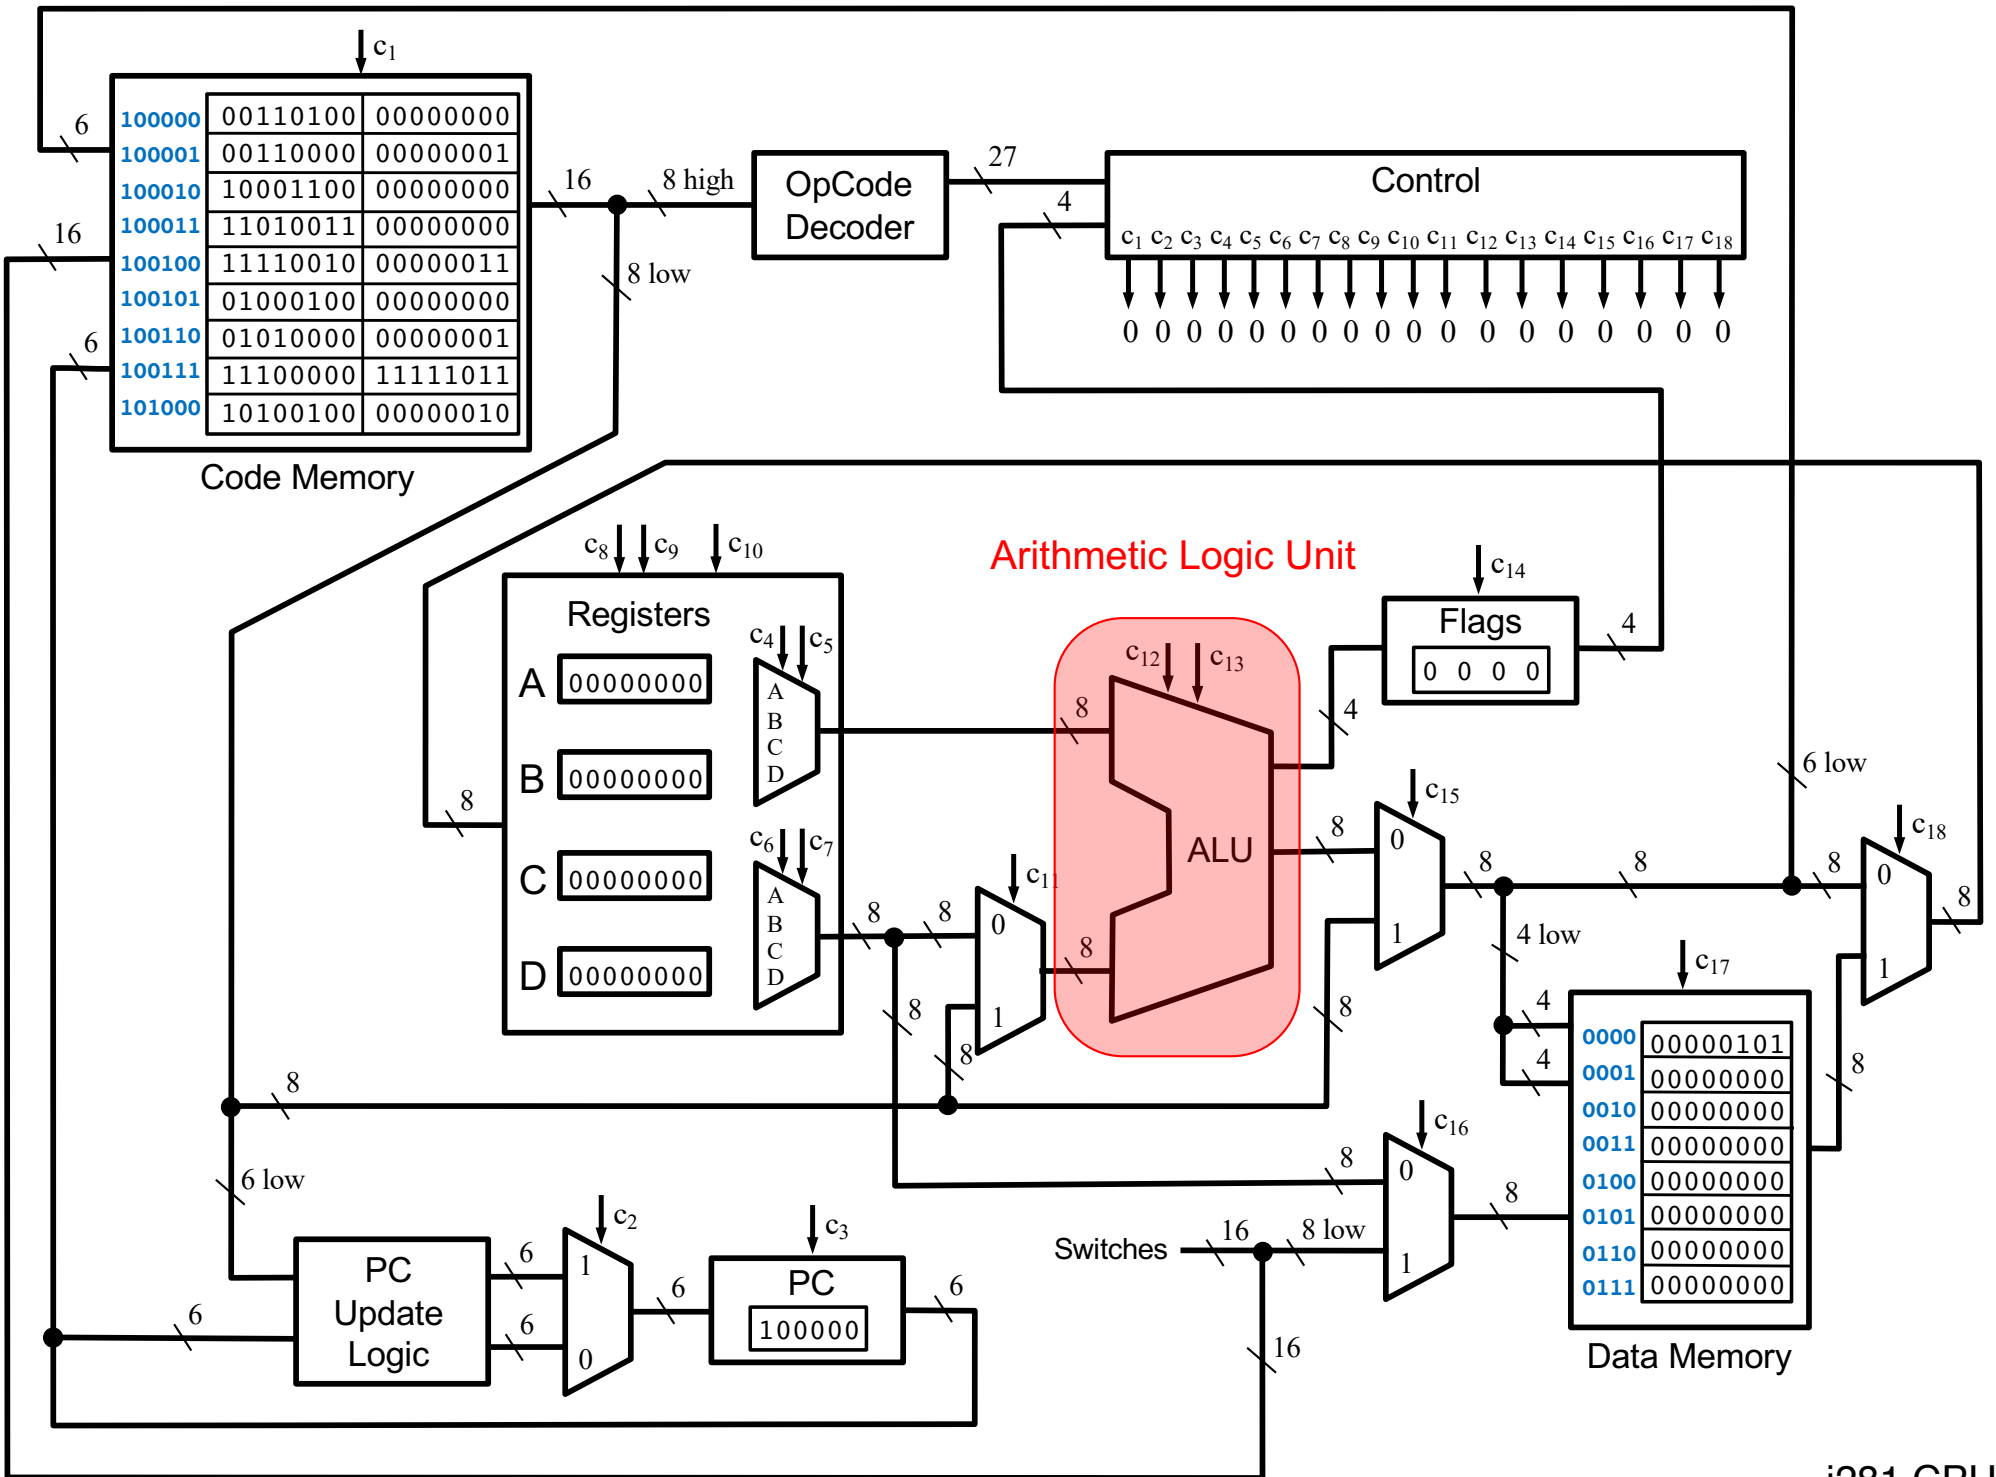 c1
100000 00110100 00000000
100001 00110000 00000001
100010 10001100 00000000
100011 11010011 00000000
100100 11110010 00000011
100101 01000100 00000000
100110 01010000 00000001
100111 11100000 11111011
101000 10100100 00000010
Code Memory
6
16
6
16
8 high
8 low
OpCode
Decoder
27
4
Control
c1 c2 c3 c4 c5 c6 c7 c8 c9 c10 c11 c12 c13 c14 c15 c16 c17 c18
0 0 0 0 0 0 0 0 0 0 0 0 0 0 0 0 0 0
c8 c9 c10
Registers
A 00000000
B 00000000
C 00000000
D 00000000
c4 c5
A
B
C
D
c6 c7
A
B
C
D
8
8
8
8
8
c11
0
1
8
8
Arithmetic Logic Unit
c12 c13
8
ALU
4
c14
Flags
0 0 0 0
4
8
c15
0
1
8
8
8
8
6 low
4 low
c18
0
1
8
c17
4
4
0000 00000101
0001 00000000
0010 00000000
0011 00000000
0100 00000000
0101 00000000
0110 00000000
0111 00000000
Data Memory
8
c16
0
1
8
8
Switches
16
8 low
16
6 low
6
PC
Update
Logic
6
6
c2
1
0
6
c3
PC
100000
6